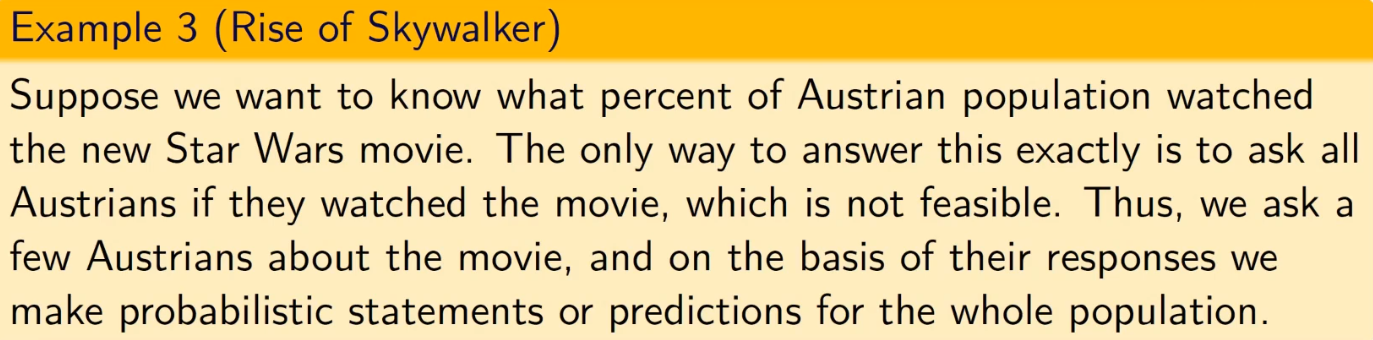 Example 3 (Rise of Skywalker)
Suppose we want to know what percent of Austrian population watched
the new Star Wars movie. The only way to answer this exactly is to ask all
Austrians if they watched the movie, which is not feasible. Thus, we ask a
few Austrians about the movie, and on the basis of their responses we
make probabilistic statements or predictions for the whole population.